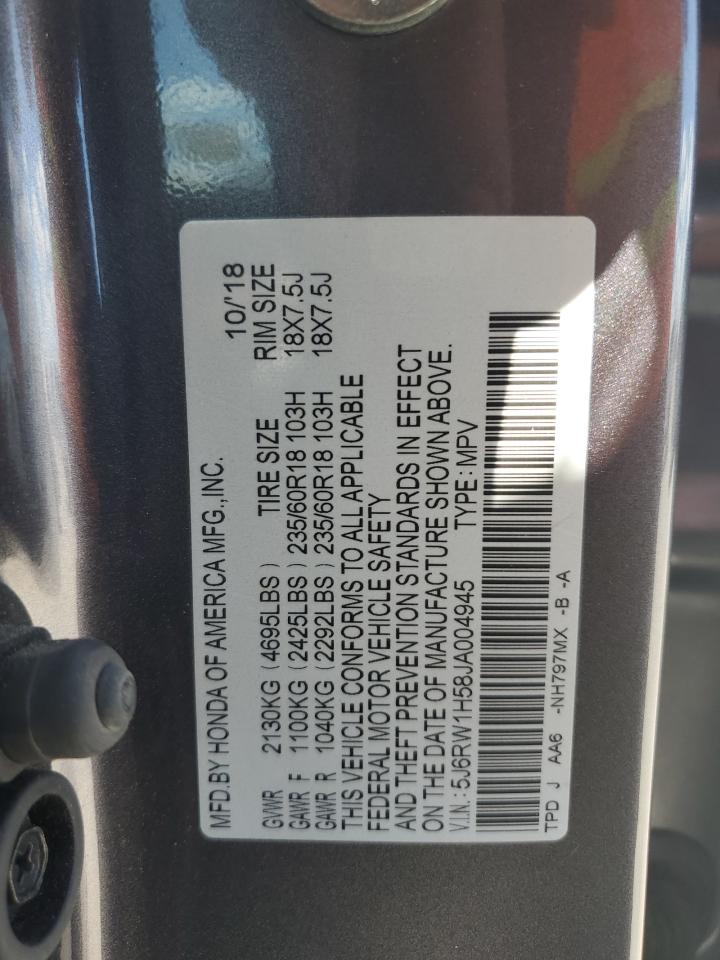 MFD.BY HONDA OF AMERICA MFG.,INC. 10/'18
GVWR 2130KG (4695LBS) TIRE SIZE RIM SIZE
GAWR F 1100KG (2425LBS) 235/60R18 103H 18X7.5J
GAWR R 1040KG (2292LBS) 235/60R18 103H 18X7.5J
THIS VEHICLE CONFORMS TO ALL APPLICABLE
FEDERAL MOTOR VEHICLE SAFETY
AND THEFT PREVENTION STANDARDS IN EFFECT
ON THE DATE OF MANUFACTURE SHOWN ABOVE.
V.I.N.: 5J6RW1H58JA004945 TYPE: MPV
TPD J AA6 -NH797MX -B -A